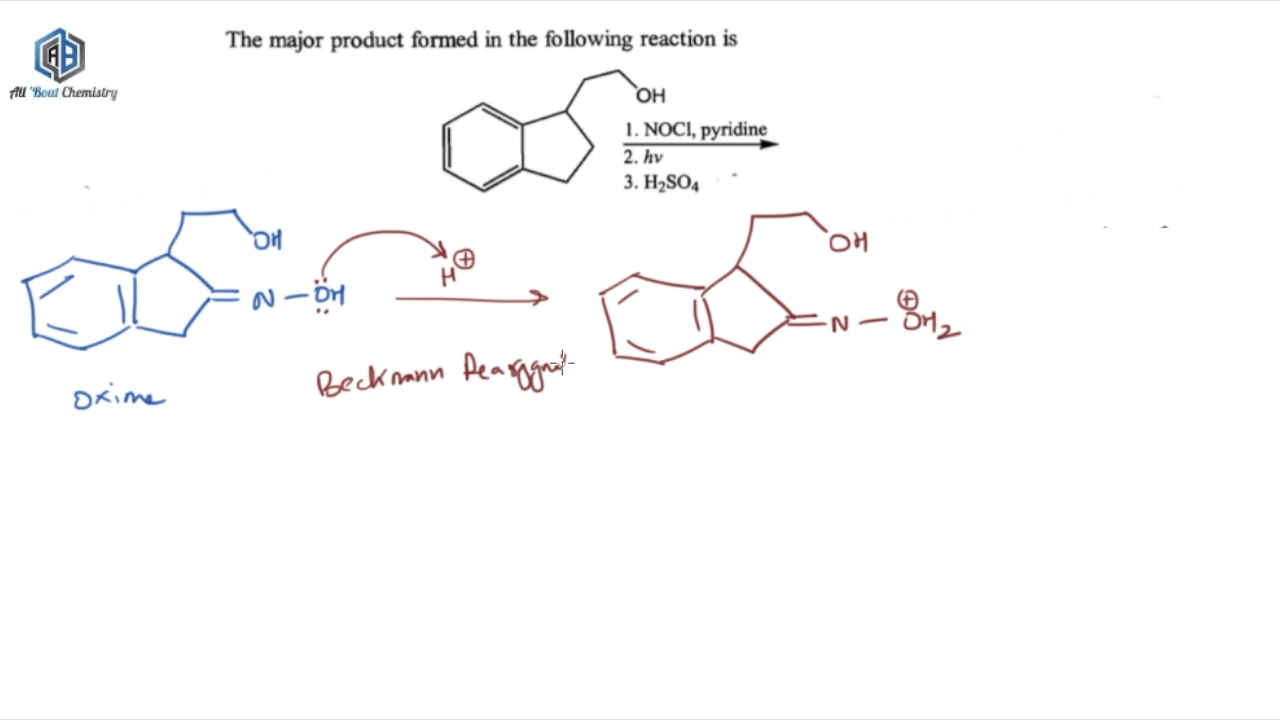 The major product formed in the following reaction is
AB
All 'Bout Chemistry
OH
1. NOCl, pyridine
2. hν
3. H₂SO₄
OH
N – OH
H⊕
OH
⊕
N – OH₂
Oxime
Beckmann